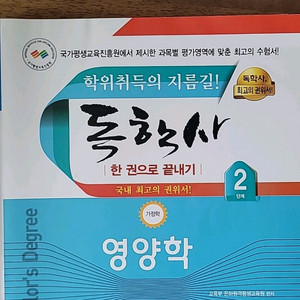 국가평생교육진흥원에서 제시한 과목별 평가영역에 맞춘 최고의 수험서!
학위취득의 지름길!
독학사,
최고의 권위서!
독학사
한 권으로 끝내기
국내 최고의 권위서!
2
단계
가정학
영양학
lor's Degree